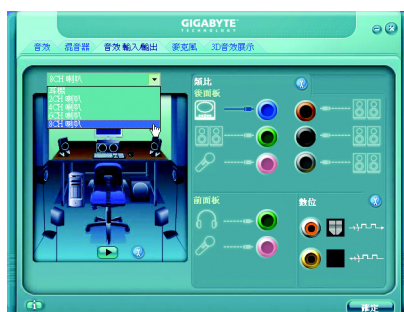 GIGABYTE
TECHNOLOGY
音效 混音器 音效輸入/輸出 麥克風 3D音效展示
8CH 喇叭
耳機
2CH 喇叭
4CH 喇叭
6CH 喇叭
8CH 喇叭
類比
後面板
前面板
數位
確定